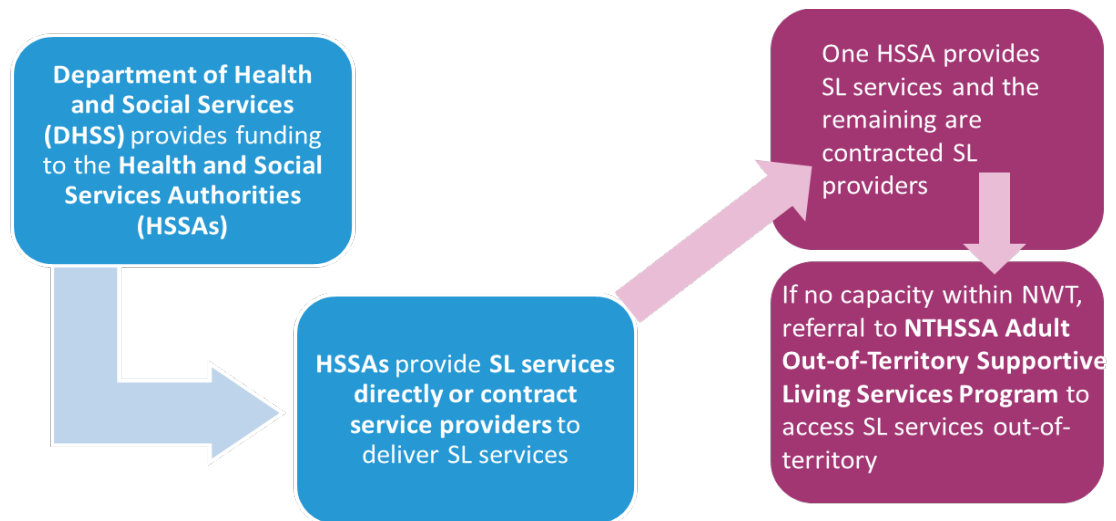 Department of Health
and Social Services
(DHSS) provides funding
to the Health and Social
Services Authorities
(HSSAs)
HSSAs provide SL services
directly or contract
service providers to
deliver SL services
One HSSA provides
SL services and the
remaining are
contracted SL
providers
If no capacity within NWT,
referral to NTHSSA Adult
Out-of-Territory Supportive
Living Services Program to
access SL services out-of-
territory